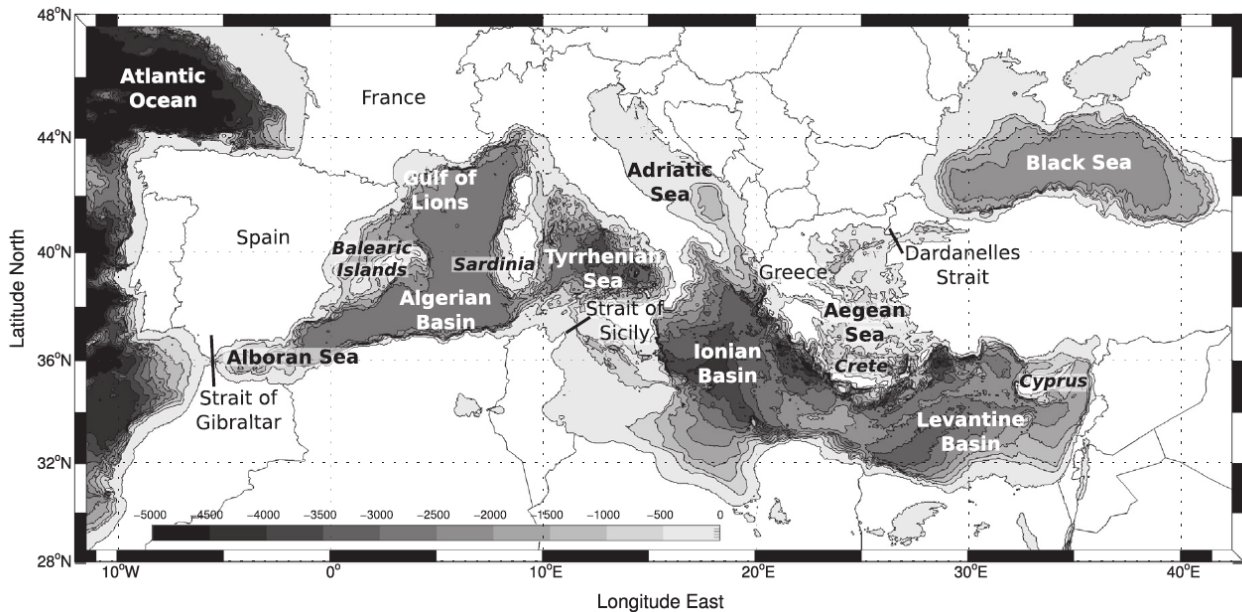 48°N
Atlantic
Ocean
France
44°N
Gulf of
Lions
Adriatic
Sea
Black Sea
Spain
40°N
Balearic
Islands
Sardinia
Tyrrhenian
Sea
Greece
Dardanelles
Strait
Algerian
Basin
Strait of
Sicily
Aegean
Sea
36°N
Alboran Sea
Ionian
Basin
Crete
Cyprus
Strait of
Gibraltar
Levantine
Basin
32°N
−5000 −4500 −4000 −3500 −3000 −2500 −2000 −1500 −1000 −500 0
28°N
10°W 0° 10°E 20°E 30°E 40°E
Latitude North
Longitude East